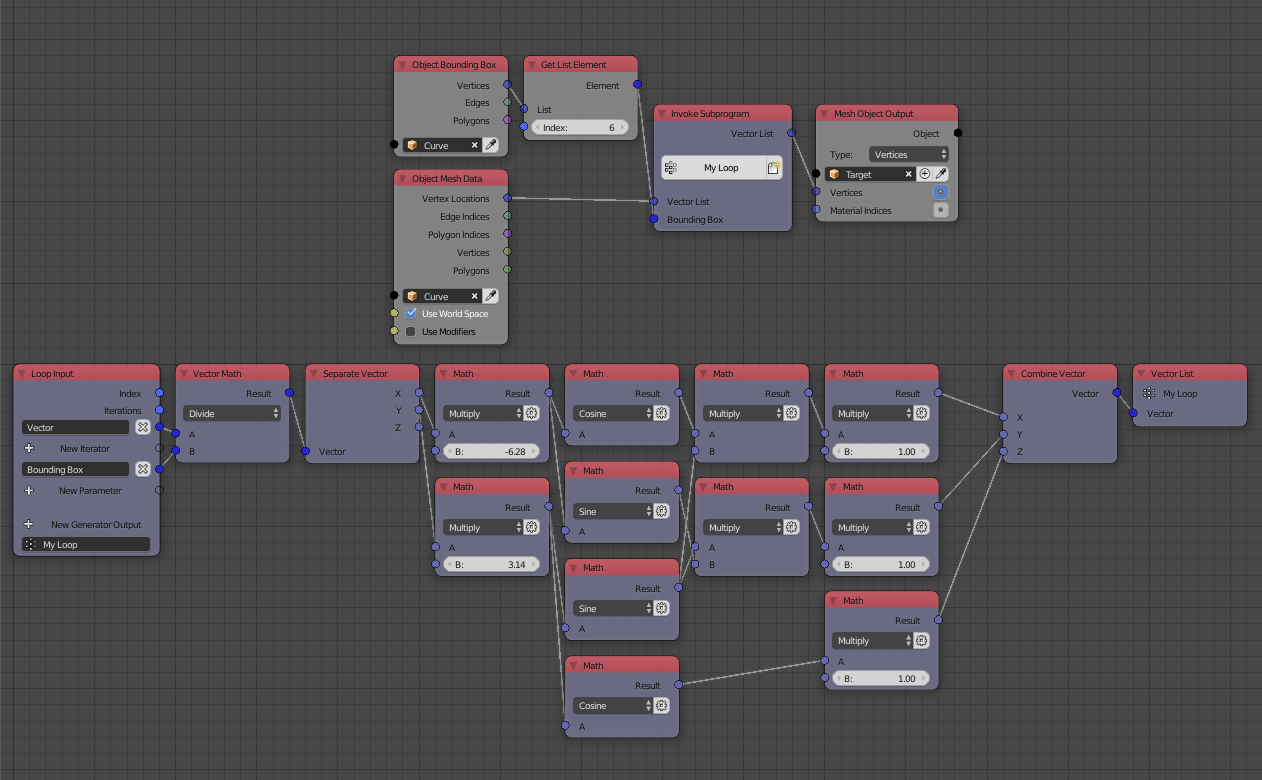 Object Bounding Box
Vertices
Edges
Polygons
Curve
Get List Element
Element
List
Index: 6
Invoke Subprogram
Vector List
My Loop
Vector List
Bounding Box
Mesh Object Output
Object
Type: Vertices
Target
Vertices
Material Indices
Object Mesh Data
Vertex Locations
Edge Indices
Polygon Indices
Vertices
Polygons
Curve
Use World Space
Use Modifiers
Loop Input
Index
Iterations
Vector
New Iterator
Bounding Box
New Parameter
New Generator Output
My Loop
Vector Math
Result
Divide
A
B
Separate Vector
X
Y
Z
Vector
Math
Result
Multiply
A
B: -6.28
Math
Result
Multiply
A
B: 3.14
Math
Result
Cosine
A
Math
Result
Sine
A
Math
Result
Sine
A
Math
Result
Cosine
A
Math
Result
Multiply
A
B
Math
Result
Multiply
A
B
Math
Result
Multiply
A
B: 1.00
Math
Result
Multiply
A
B: 1.00
Math
Result
Multiply
A
B: 1.00
Combine Vector
Vector
X
Y
Z
Vector List
My Loop
Vector